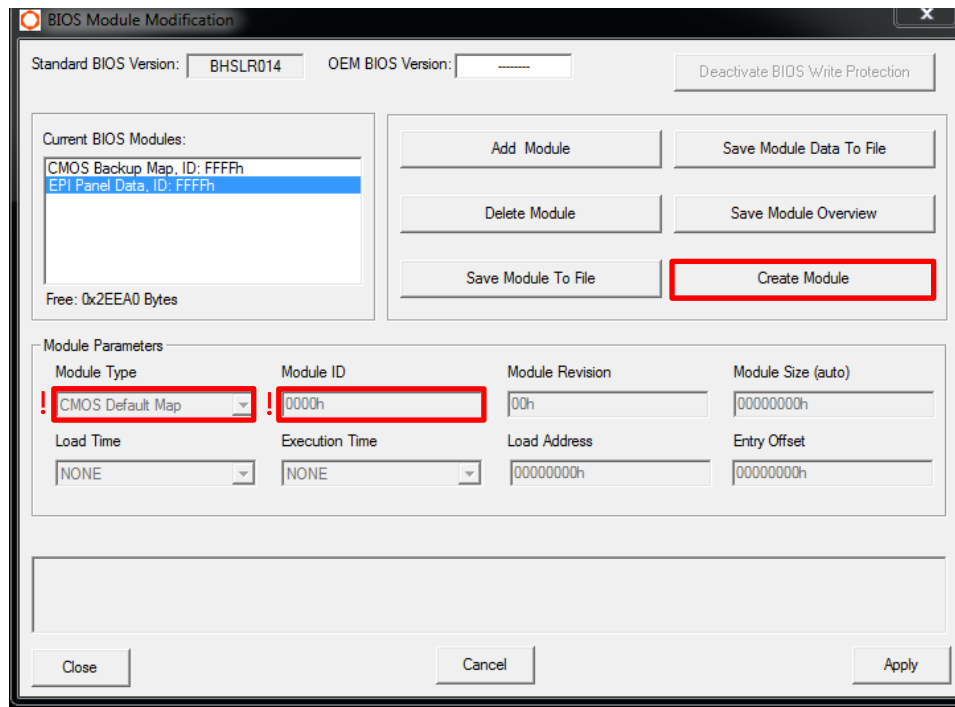 BIOS Module Modification
x
Standard BIOS Version: BHSLR014 OEM BIOS Version: -------- Deactivate BIOS Write Protection
Current BIOS Modules:
CMOS Backup Map, ID: FFFFh
EPI Panel Data, ID: FFFFh
Free: 0x2EEA0 Bytes
Add Module Save Module Data To File
Delete Module Save Module Overview
Save Module To File Create Module
Module Parameters
Module Type Module ID Module Revision Module Size (auto)
! CMOS Default Map ! 0000h 00h 00000000h
Load Time Execution Time Load Address Entry Offset
NONE NONE 00000000h 00000000h
Close Cancel Apply